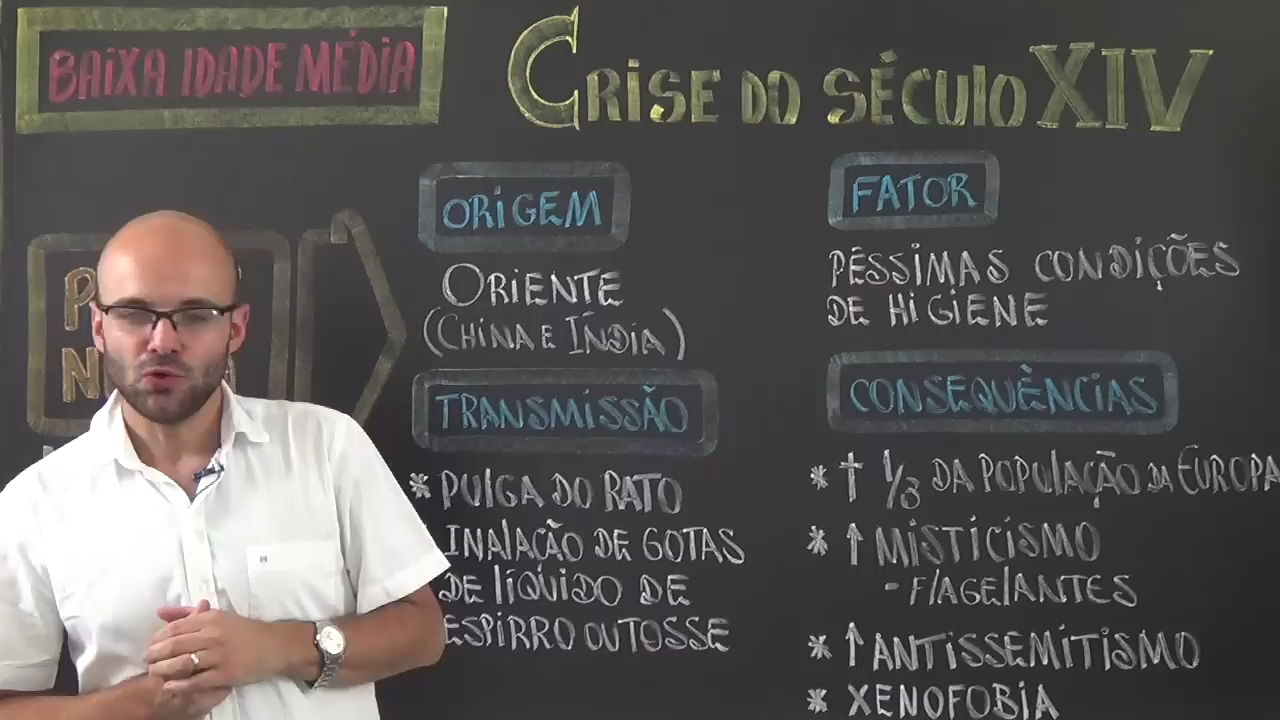 BAIXA IDADE MÉDIA
CRISE DO SÉCULO XIV
ORIGEM
ORIENTE
(CHINA E ÍNDIA)
TRANSMISSÃO
* PULGA DO RATO
INALAÇÃO DE GOTAS
DE LÍQUIDO DE
ESPIRRO OU TOSSE
FATOR
PÉSSIMAS CONDIÇÕES
DE HIGIENE
CONSEQUÊNCIAS
* † 1/3 DA POPULAÇÃO DA EUROPA
* ↑ MISTICISMO
- FLAGELANTES
* ↑ ANTISSEMITISMO
* XENOFOBIA